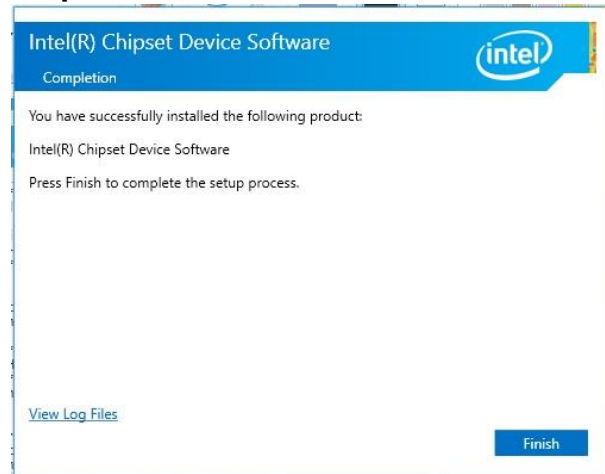 Intel(R) Chipset Device Software
intel
Completion
You have successfully installed the following product:
Intel(R) Chipset Device Software
Press Finish to complete the setup process.
View Log Files
Finish